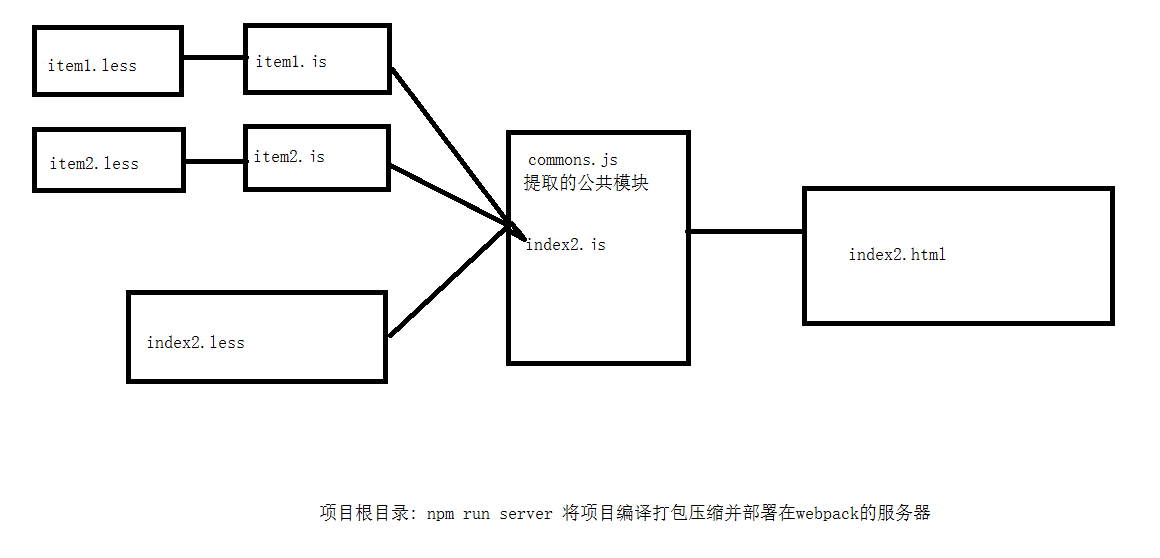 item1.less
item1.js
item2.less
item2.js
commons.js
提取的公共模块
index2.js
index2.html
index2.less
项目根目录: npm run server 将项目编译打包压缩并部署在webpack的服务器